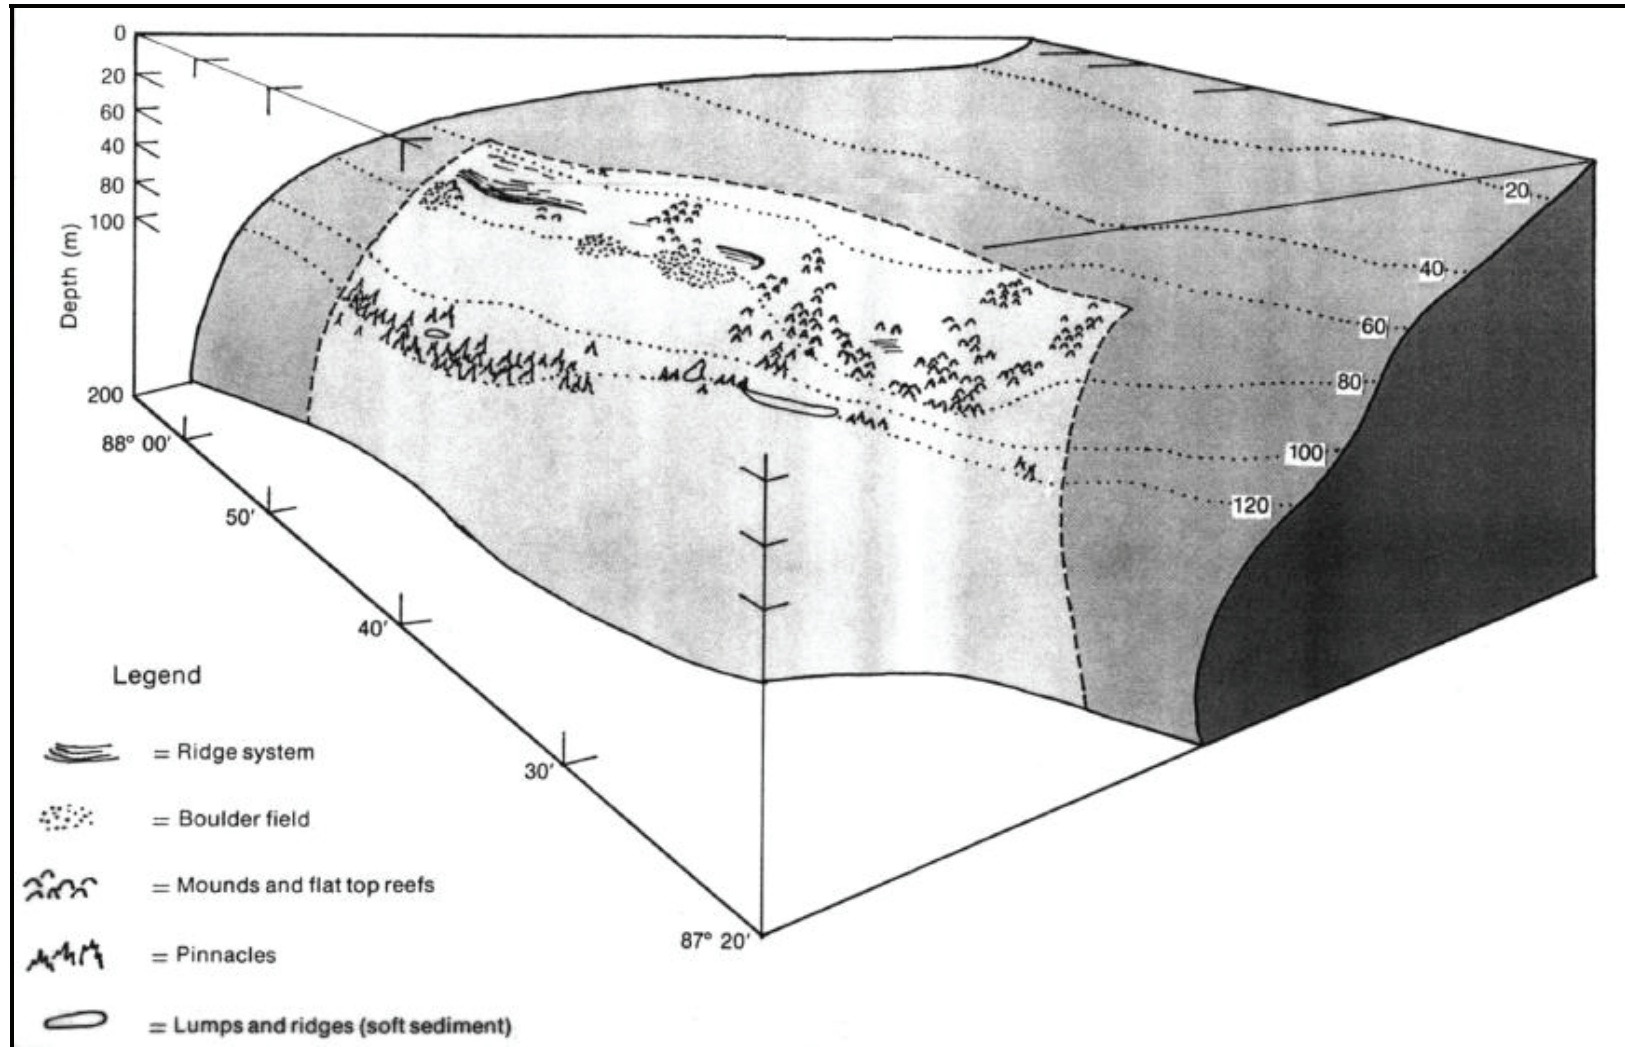 0
20
60
40
80
100
Depth (m)
200
88° 00'
50'
40'
30'
87° 20'
20
40
60
80
100
120
Legend
= Ridge system
= Boulder field
= Mounds and flat top reefs
= Pinnacles
= Lumps and ridges (soft sediment)